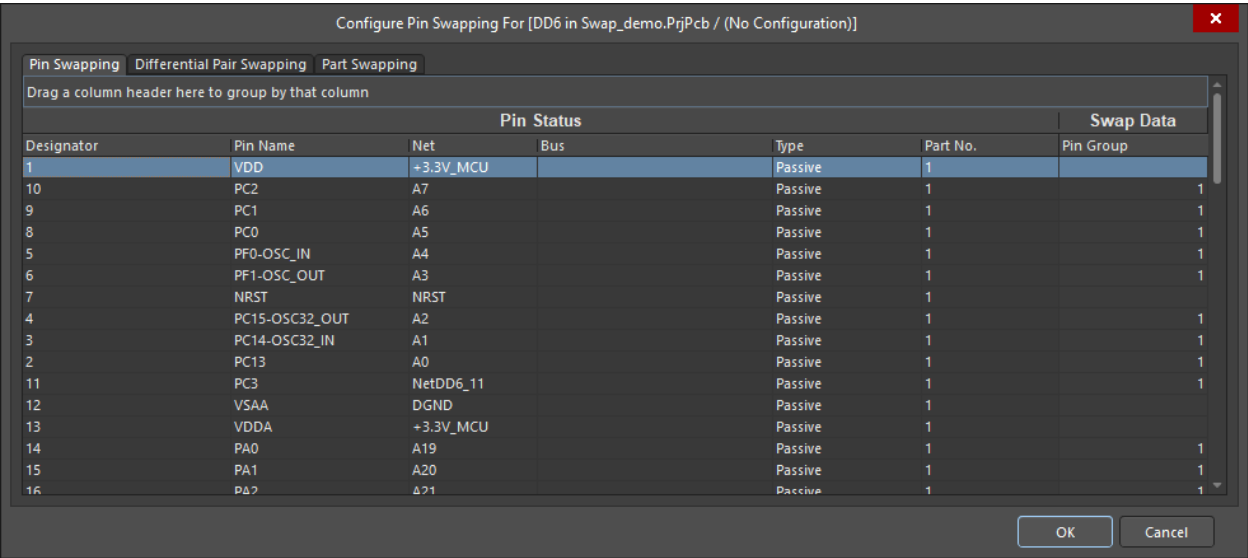 Configure Pin Swapping For [DD6 in Swap_demo.PrjPcb / (No Configuration)]
Pin Swapping Differential Pair Swapping Part Swapping
Drag a column header here to group by that column
Pin Status Swap Data
Designator Pin Name Net Bus Type Part No. Pin Group
1 VDD +3.3V_MCU Passive 1
10 PC2 A7 Passive 1 1
9 PC1 A6 Passive 1 1
8 PC0 A5 Passive 1 1
5 PF0-OSC_IN A4 Passive 1 1
6 PF1-OSC_OUT A3 Passive 1 1
7 NRST NRST Passive 1
4 PC15-OSC32_OUT A2 Passive 1 1
3 PC14-OSC32_IN A1 Passive 1 1
2 PC13 A0 Passive 1 1
11 PC3 NetDD6_11 Passive 1 1
12 VSAA DGND Passive 1
13 VDDA +3.3V_MCU Passive 1
14 PA0 A19 Passive 1 1
15 PA1 A20 Passive 1 1
16 PA2 A21 Passive 1 1
OK Cancel